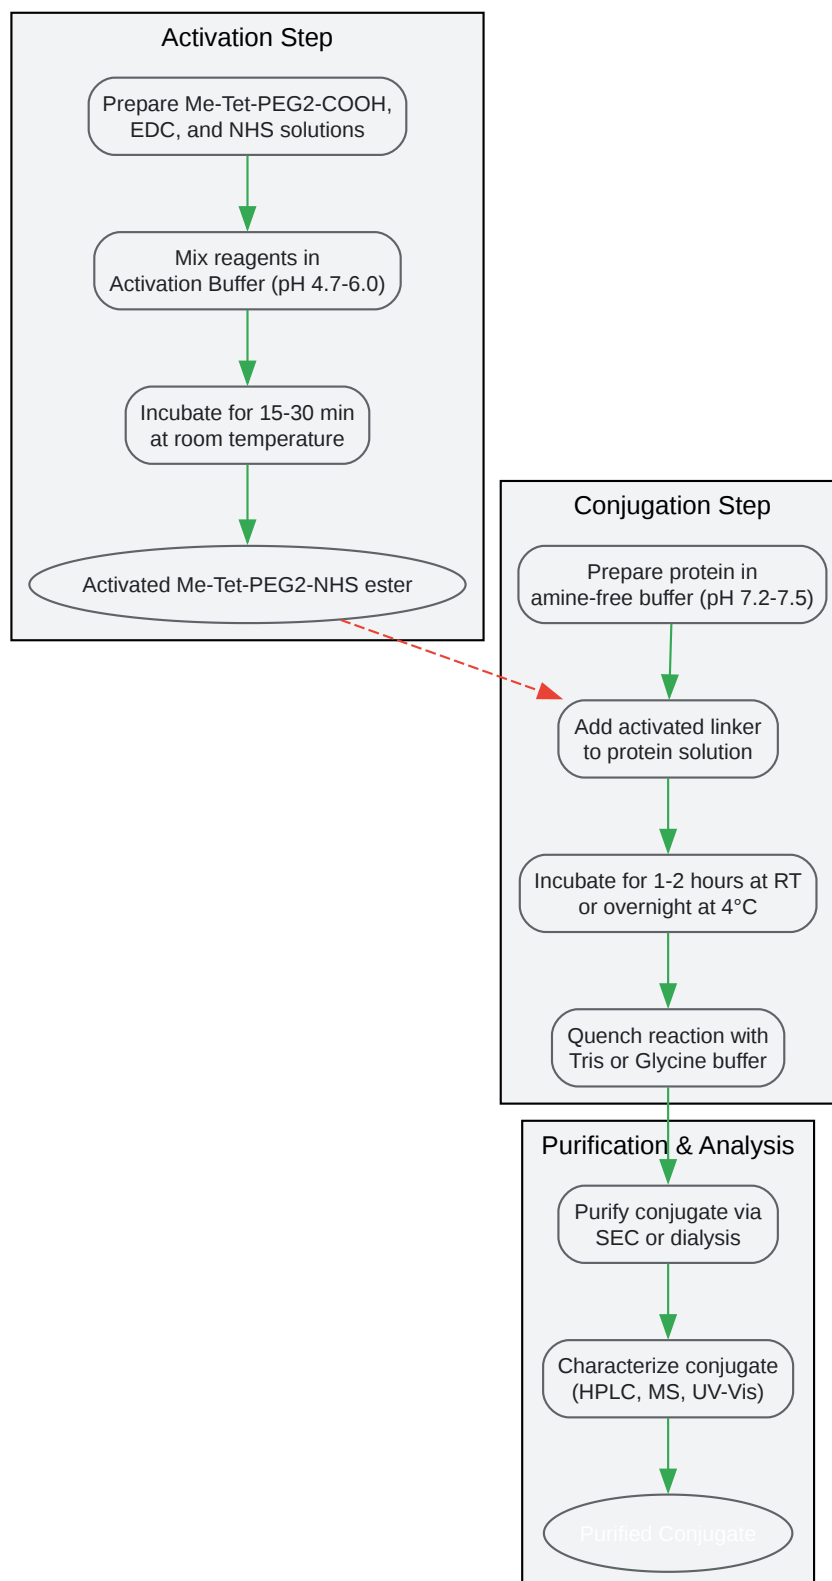 Activation Step
Prepare Me-Tet-PEG2-COOH,
EDC, and NHS solutions
Mix reagents in
Activation Buffer (pH 4.7-6.0)
Incubate for 15-30 min
at room temperature
Activated Me-Tet-PEG2-NHS ester
Conjugation Step
Prepare protein in
amine-free buffer (pH 7.2-7.5)
Add activated linker
to protein solution
Incubate for 1-2 hours at RT
or overnight at 4°C
Quench reaction with
Tris or Glycine buffer
Purification & Analysis
Purify conjugate via
SEC or dialysis
Characterize conjugate
(HPLC, MS, UV-Vis)
Purified Conjugate